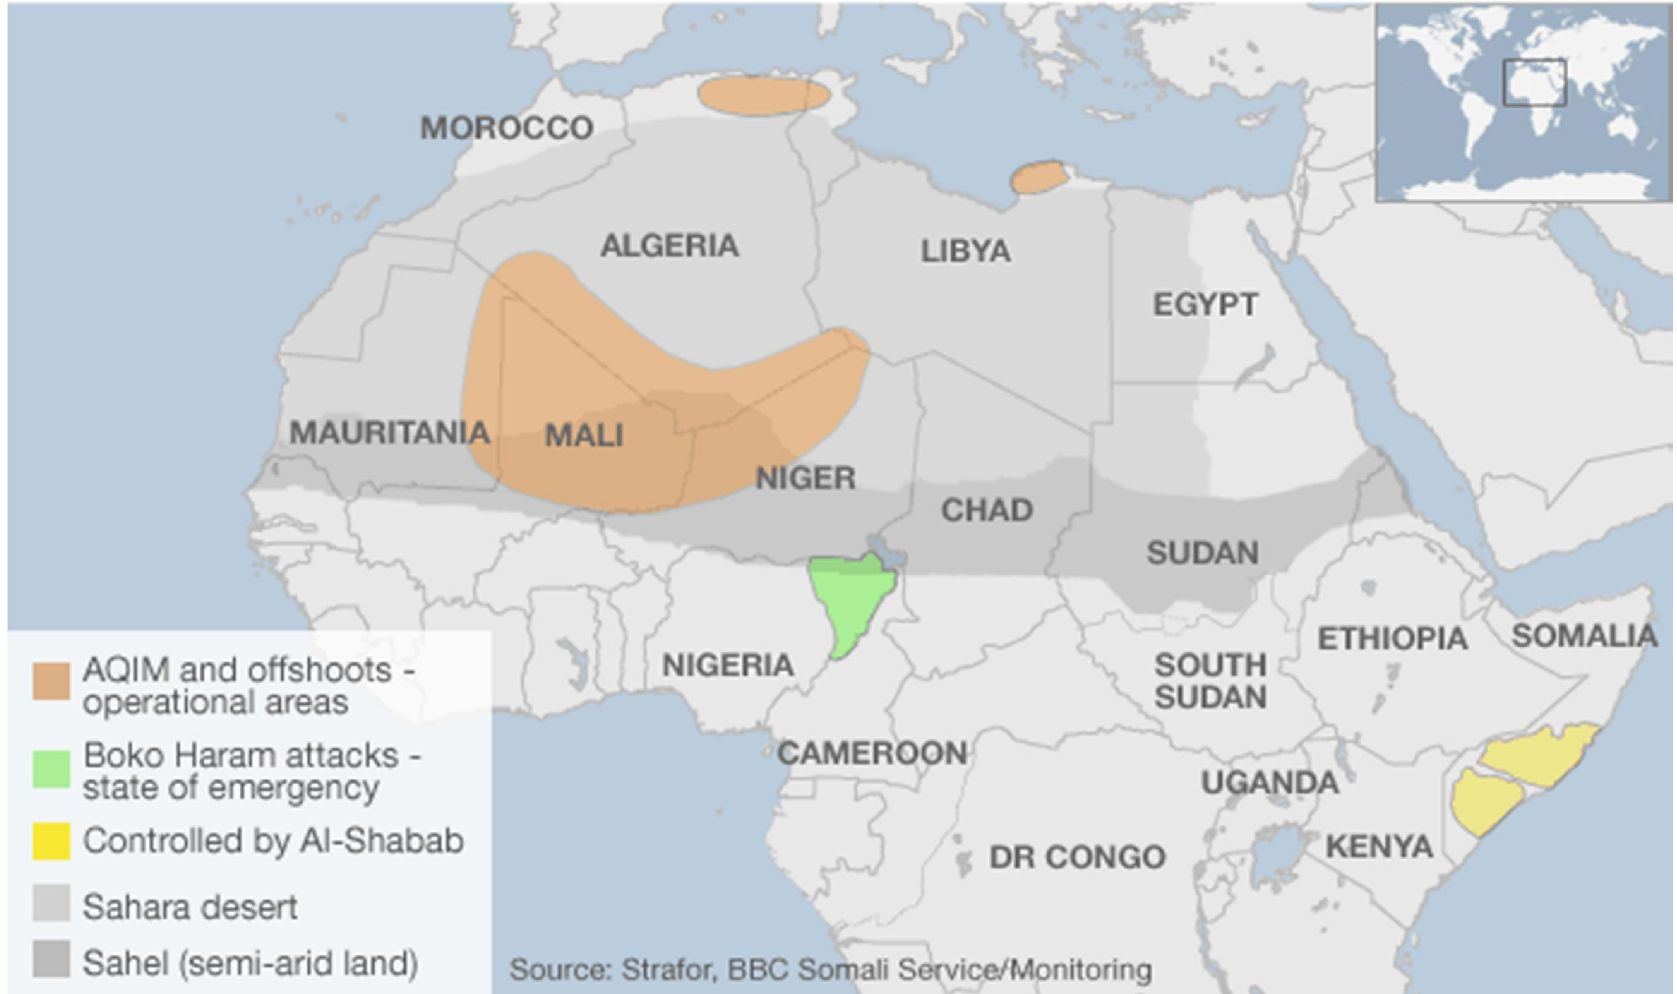 MOROCCO
ALGERIA
LIBYA
EGYPT
MAURITANIA
MALI
NIGER
CHAD
SUDAN
NIGERIA
ETHIOPIA
SOMALIA
SOUTH
SUDAN
CAMEROON
UGANDA
KENYA
DR CONGO
AQIM and offshoots -
operational areas
Boko Haram attacks -
state of emergency
Controlled by Al-Shabab
Sahara desert
Sahel (semi-arid land)
Source: Strafor, BBC Somali Service/Monitoring